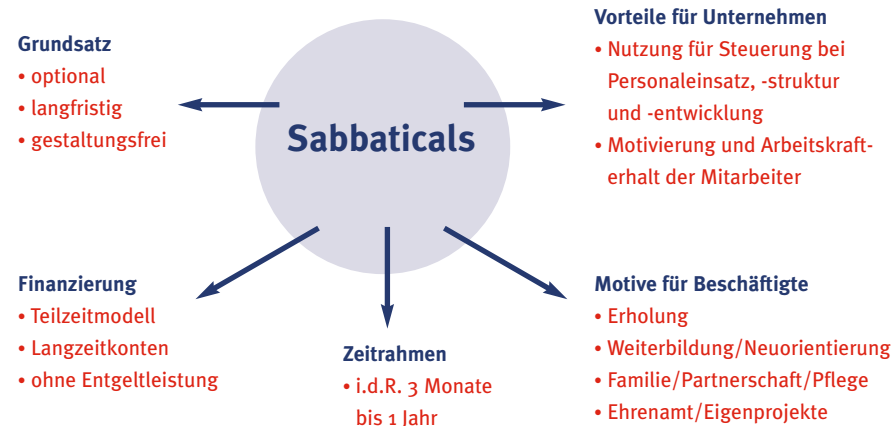 Grundsatz
• optional
• langfristig
• gestaltungsfrei
Sabbaticals
Vorteile für Unternehmen
• Nutzung für Steuerung bei
Personaleinsatz, -struktur
und -entwicklung
• Motivierung und Arbeitskraft-
erhalt der Mitarbeiter
Finanzierung
• Teilzeitmodell
• Langzeitkonten
• ohne Entgeltleistung
Zeitrahmen
• i.d.R. 3 Monate
bis 1 Jahr
Motive für Beschäftigte
• Erholung
• Weiterbildung/Neuorientierung
• Familie/Partnerschaft/Pflege
• Ehrenamt/Eigenprojekte